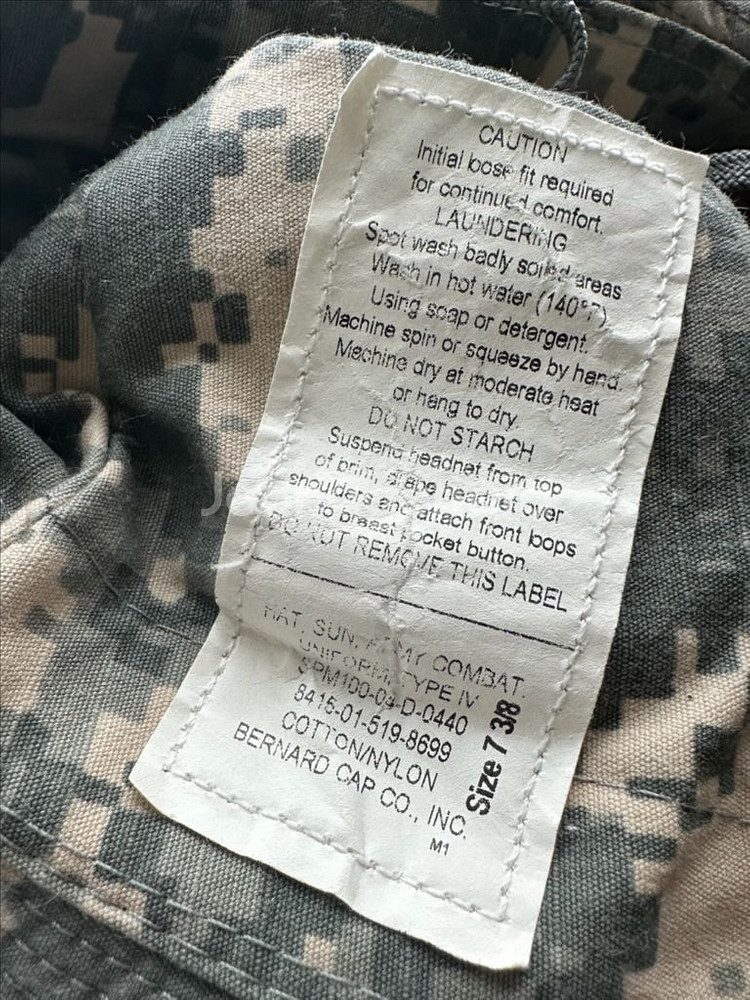 CAUTION
Initial loose fit required
for continued comfort.
LAUNDERING
Spot wash badly soiled areas
Wash in hot water (140°F)
Using soap or detergent.
Machine spin or squeeze by hand.
Machine dry at moderate heat
or hang to dry.
DO NOT STARCH
Suspend headnet from top
of brim, drape headnet over
shoulders and attach front loops
to breast pocket button.
DO NOT REMOVE THIS LABEL
HAT, SUN, ARMY COMBAT
UNIFORM, TYPE IV
SPM100-04-D-0440
8415-01-519-8699
COTTON/NYLON
BERNARD CAP CO., INC.
M1
Size 7 3/8